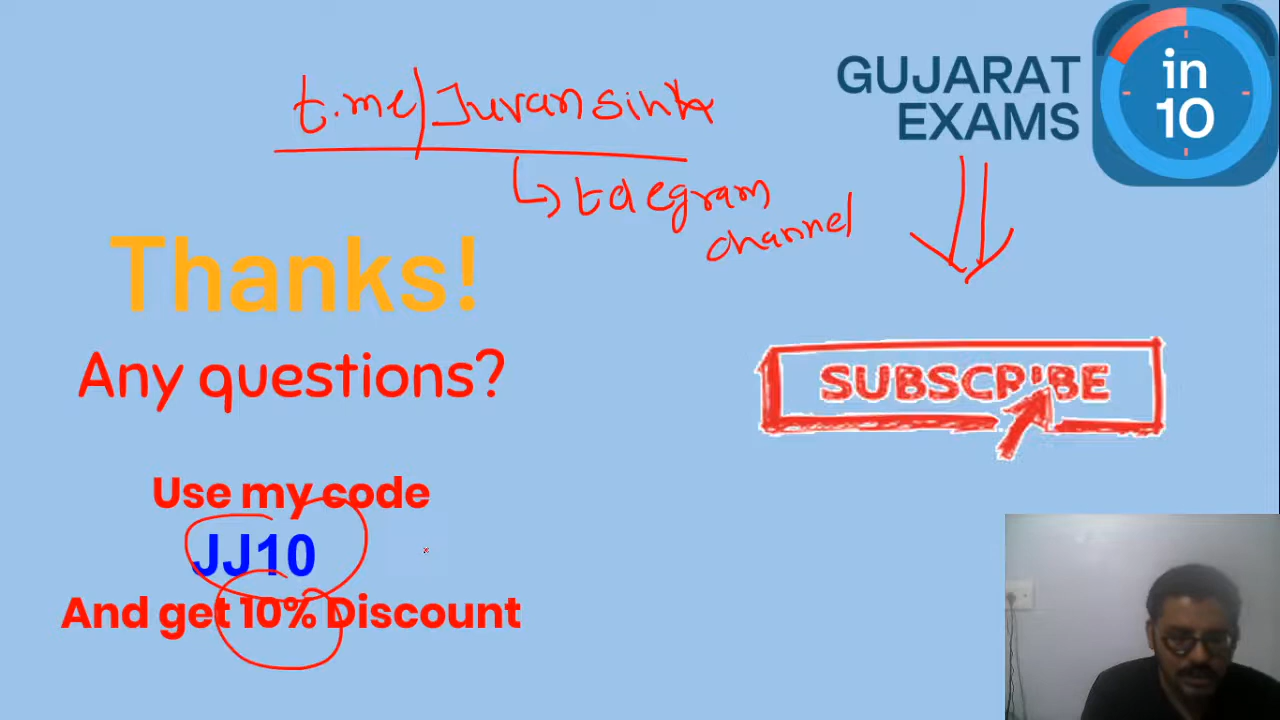 t.me/Juvansinh
telegram
channel
GUJARAT
EXAMS
in
10
Thanks!
Any questions?
SUBSCRIBE
Use my code
JJ10
And get 10% Discount